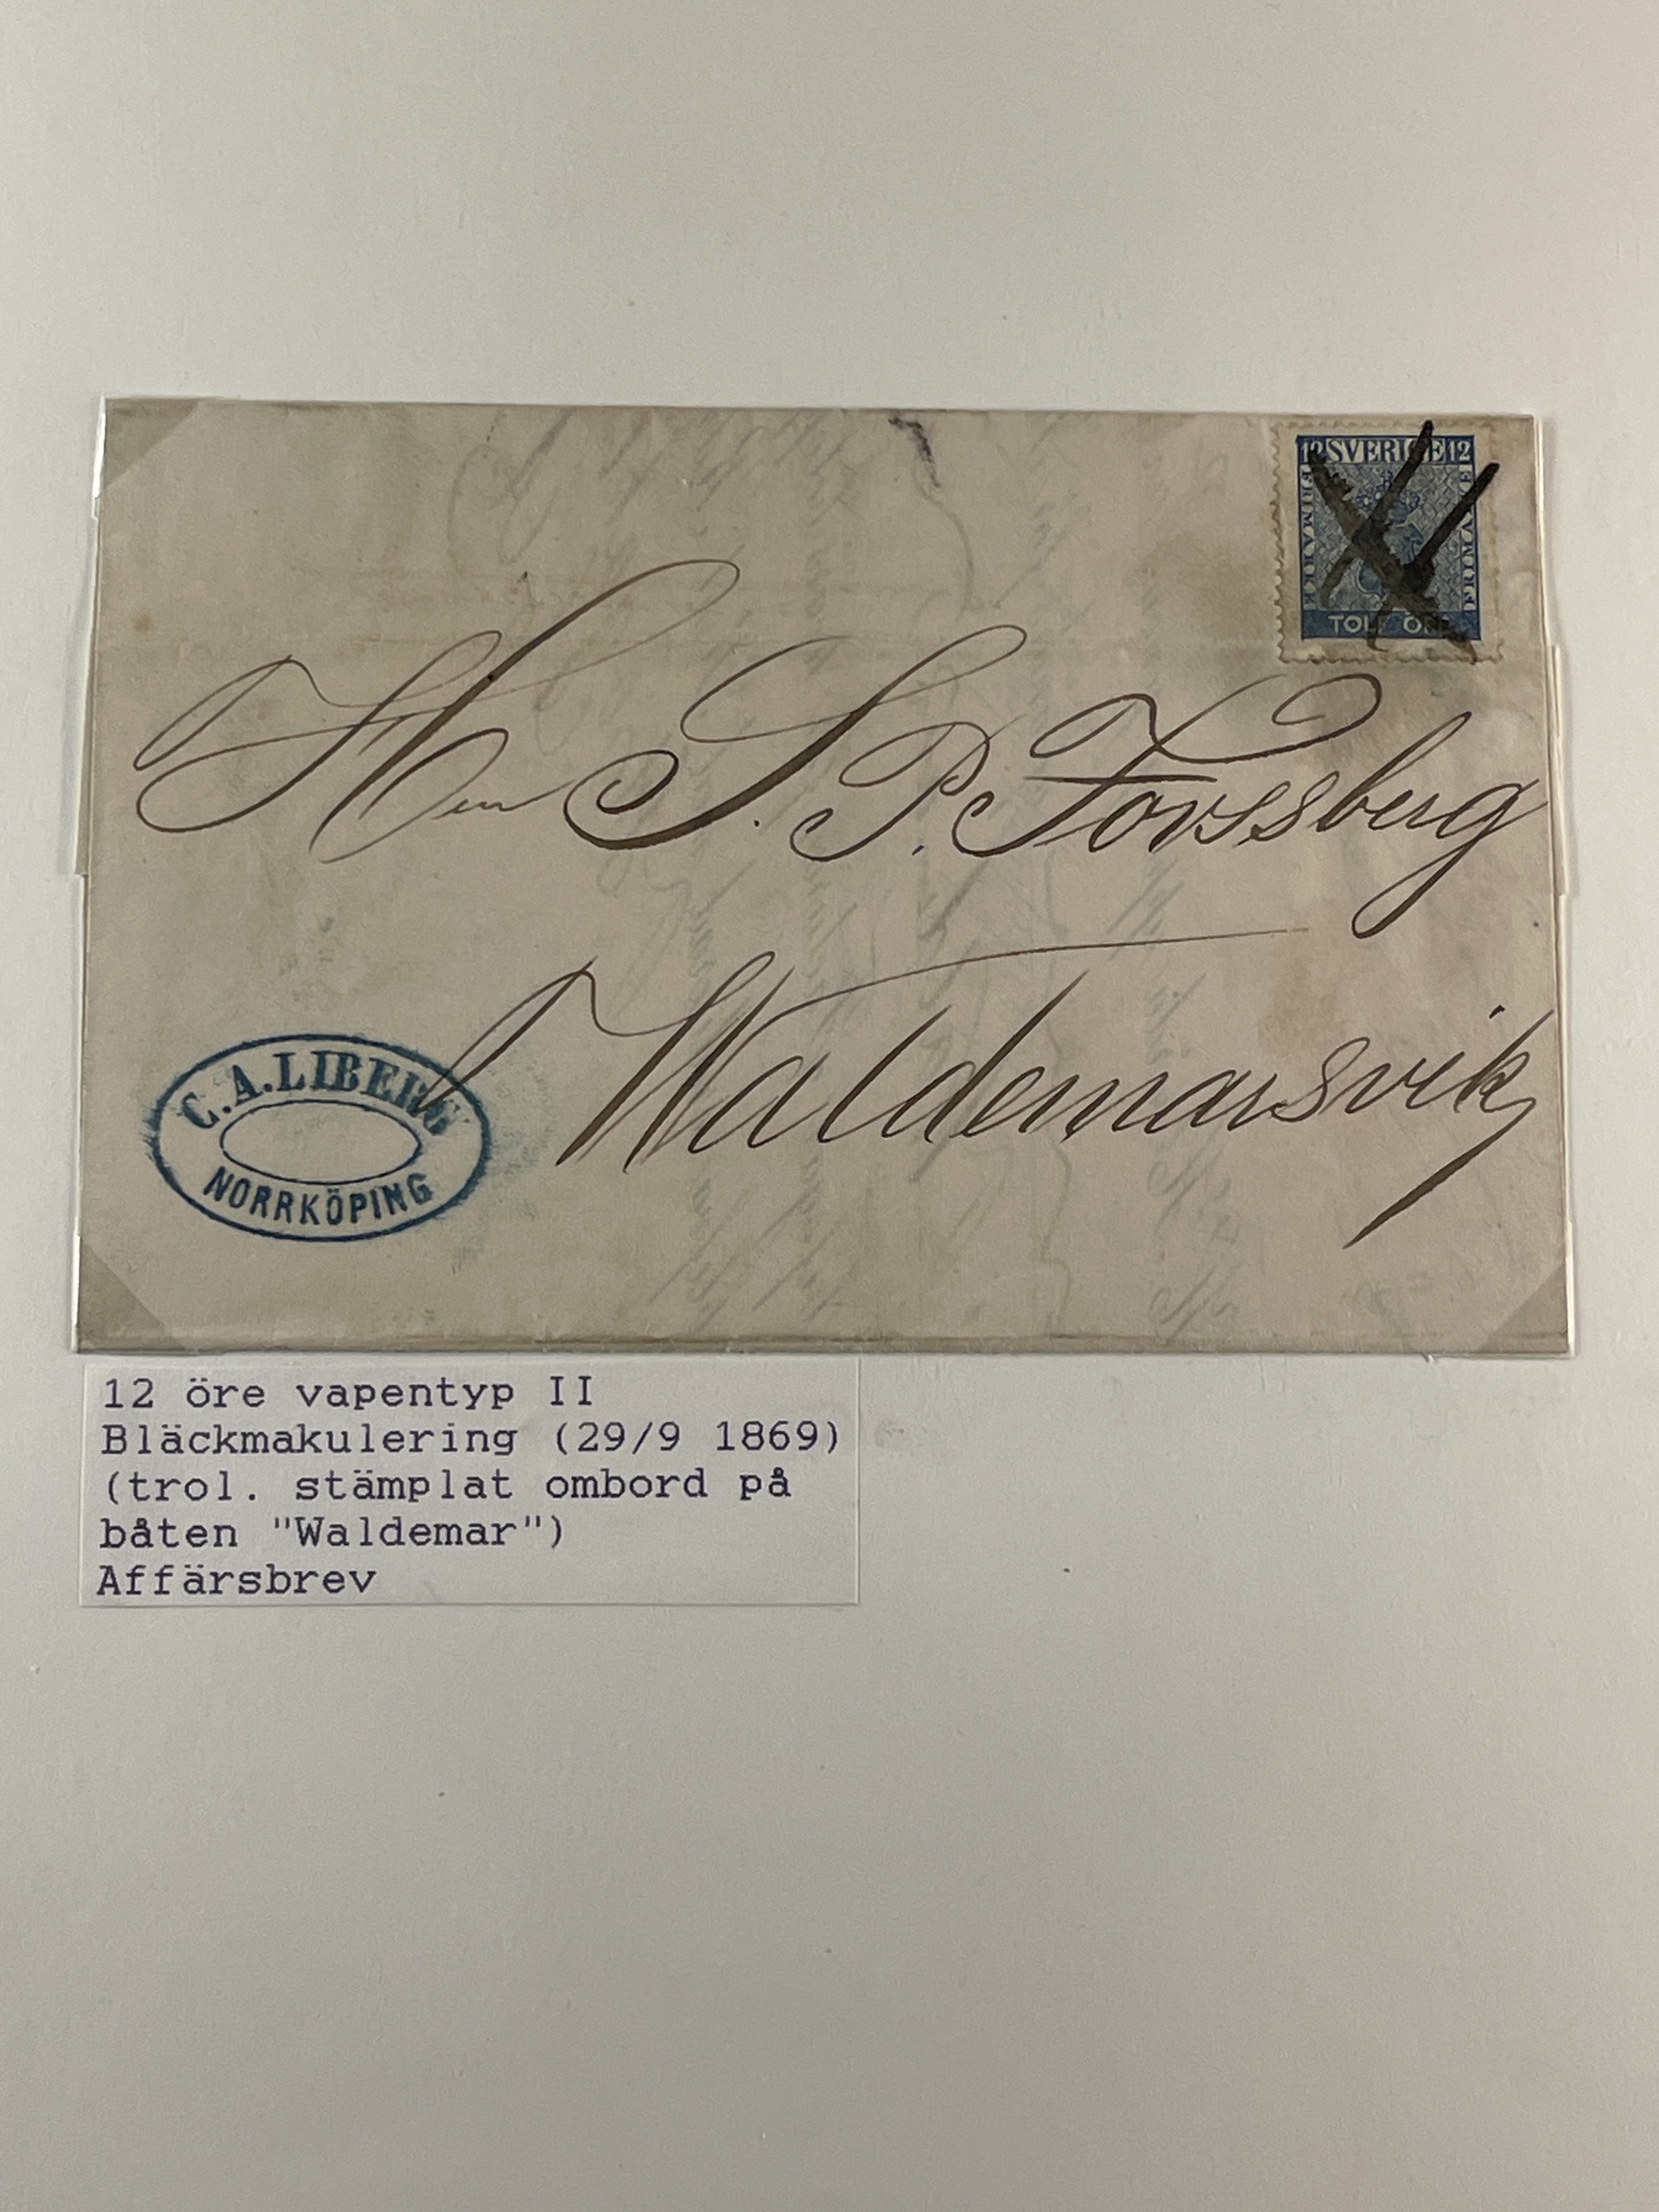 12 SVERIGE 12
FRIMÄRKE
FRIMÄRKE
TOLF ÖRE
Herr S. P. Forssberg
Waldemarsvik
C. A. LIBERG
NORRKÖPING
12 öre vapentyp II
Bläckmakulering (29/9 1869)
(trol. stämplat ombord på
båten "Waldemar")
Affärsbrev